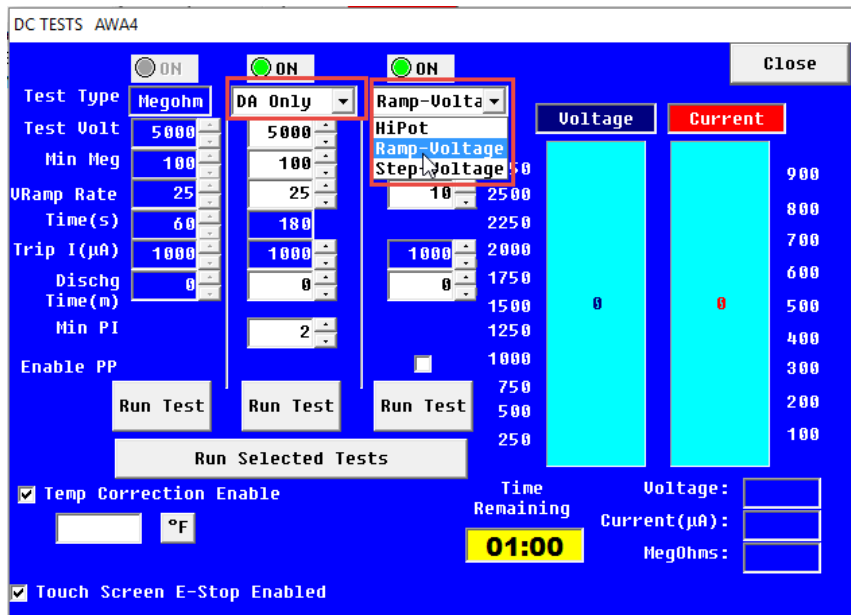 DC TESTS AWA4
ON ON ON Close
Test Type Megohm DA Only Ramp-Volta
Voltage Current
HiPot
Ramp-Voltage
Step-Voltage
Test Volt 5000 5000
Min Meg 100 100
VRamp Rate 25 25 10
Time(s) 60 180
Trip I(µA) 1000 1000 1000
Dischg Time(m) 0 0 0
Min PI 2
Enable PP
Run Test Run Test Run Test
Run Selected Tests
2500
2250
2000
1750
1500
1250
1000
750
500
250
0
0
900
800
700
600
500
400
300
200
100
Temp Correction Enable
°F
Time Remaining
01:00
Voltage:
Current(µA):
MegOhms:
Touch Screen E-Stop Enabled